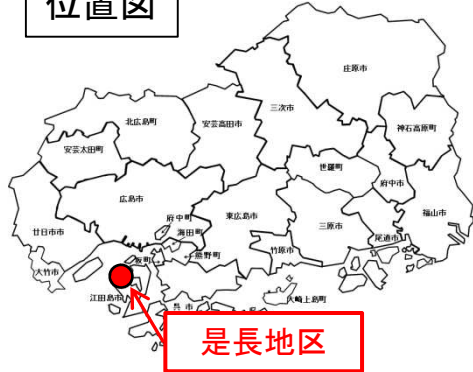 位置図
庄原市
三次市
北広島町
安芸高田市
神石高原町
安芸太田町
世羅町
府中市
広島市
府中町
東広島市
三原市
福山市
廿日市市
海田町
尾道市
熊野町
竹原市
坂町
大竹市
江田島市
呉市
大崎上島町
是長地区